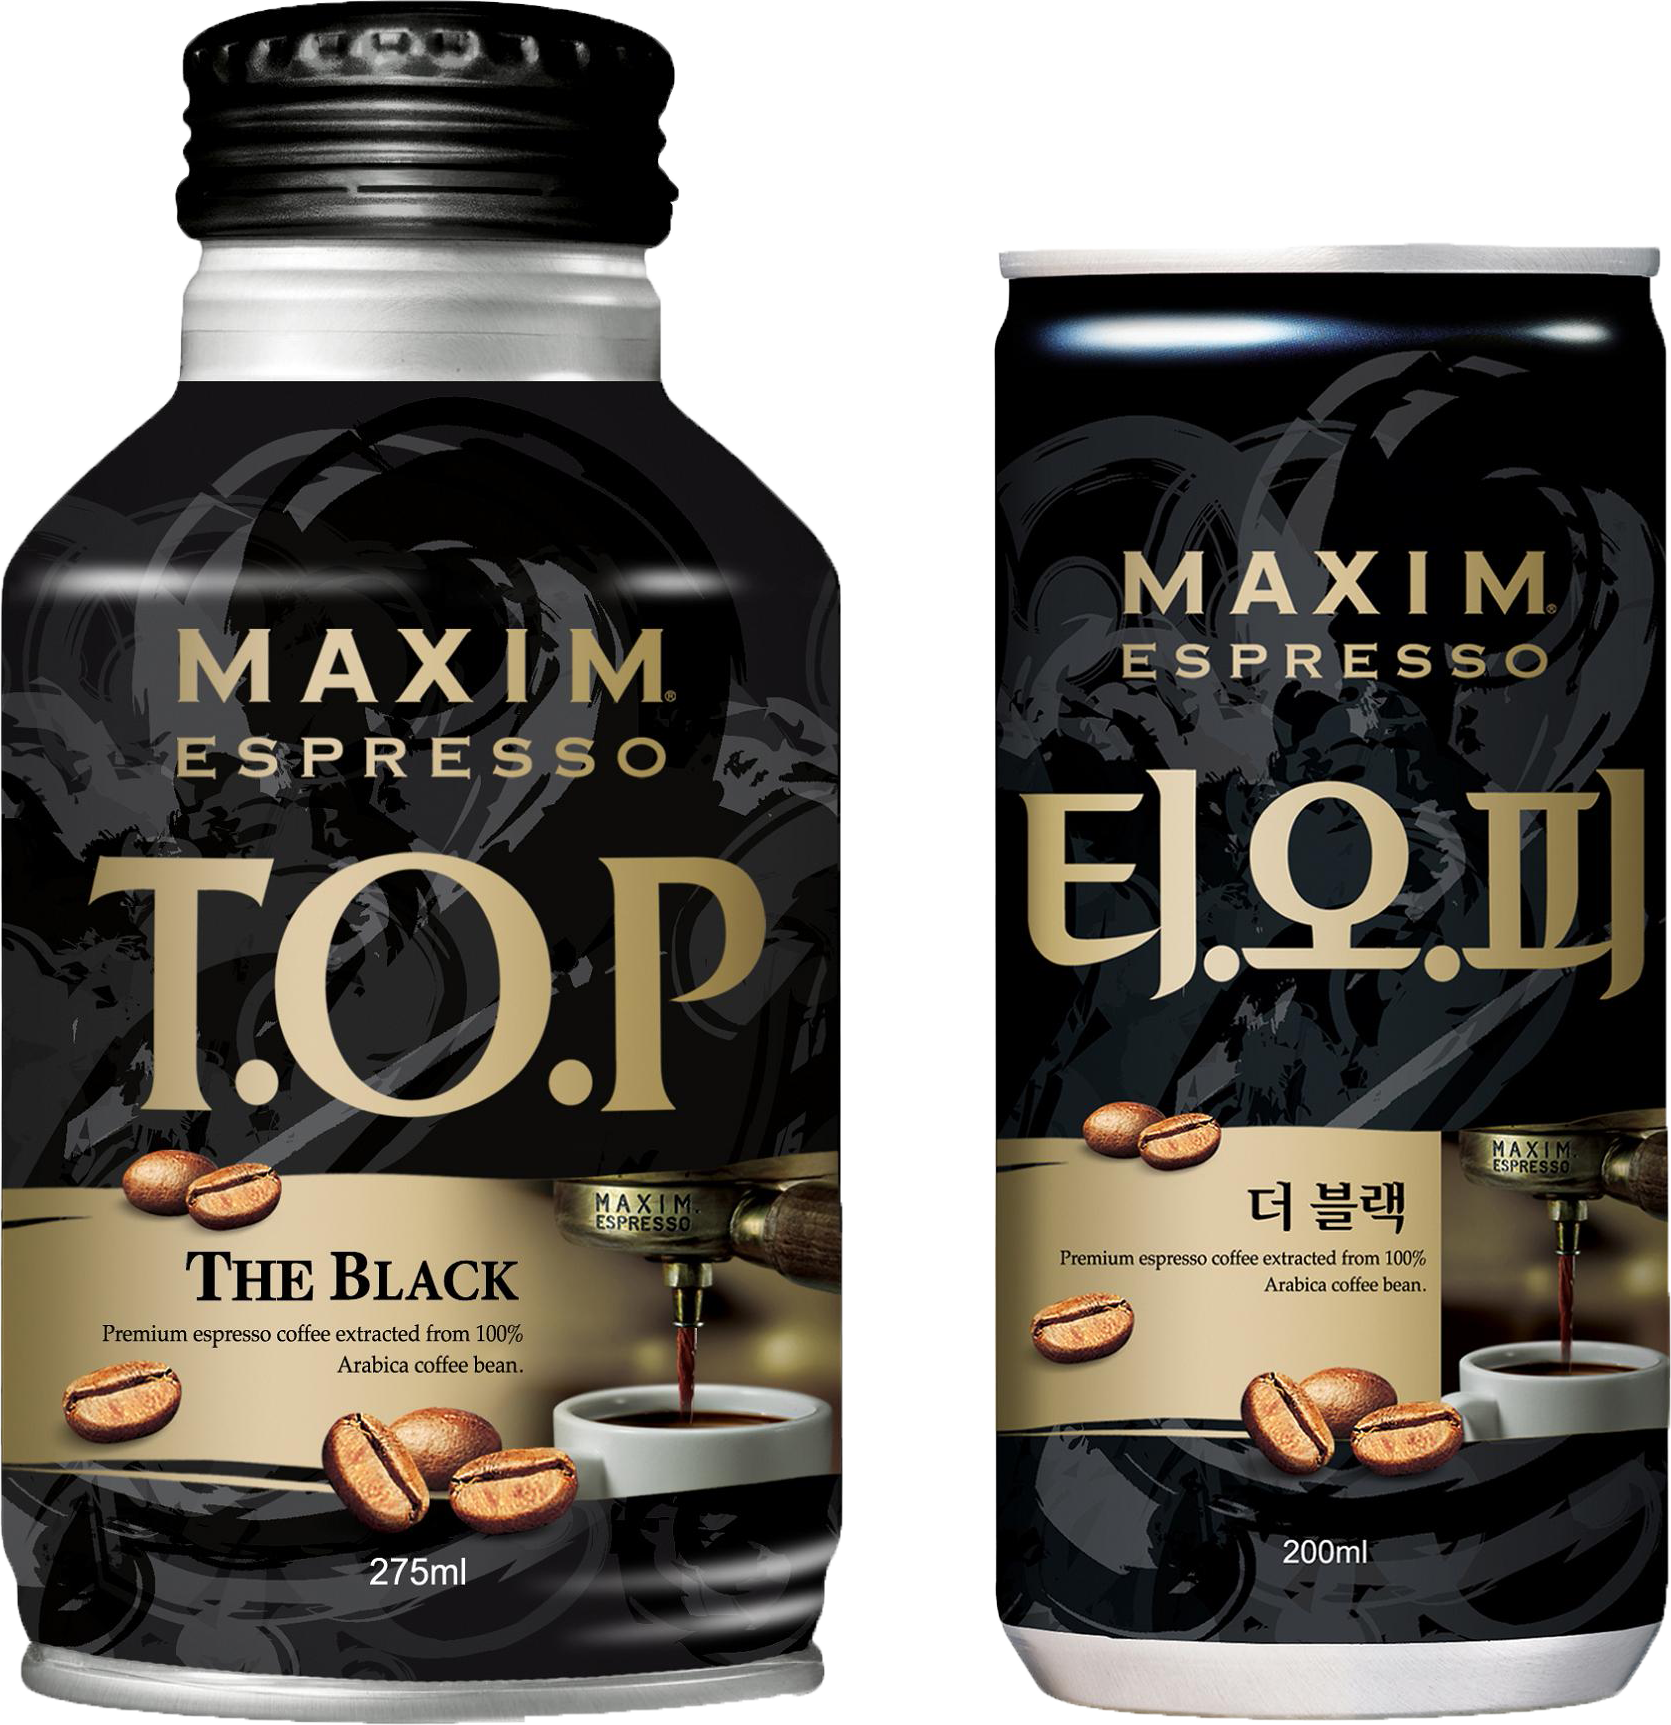 MAXIM®
ESPRESSO
T.O.P
MAXIM.
ESPRESSO
THE BLACK
Premium espresso coffee extracted from 100%
Arabica coffee bean.
275ml
MAXIM®
ESPRESSO
티.오.피
MAXIM.
ESPRESSO
더 블랙
Premium espresso coffee extracted from 100%
Arabica coffee bean.
200ml